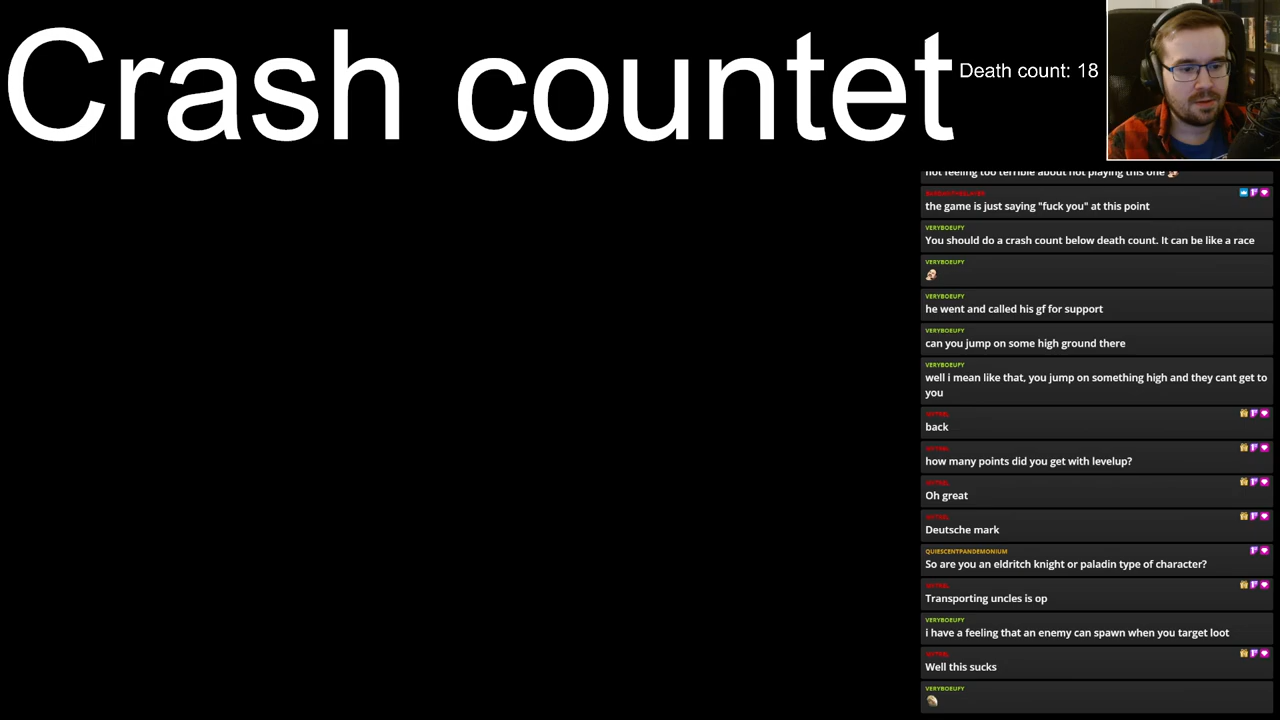 Crash countet
Death count: 18
not feeling too terrible about not playing this one
the game is just saying "fuck you" at this point
VERYBOEUFY
You should do a crash count below death count. It can be like a race
VERYBOEUFY
VERYBOEUFY
he went and called his gf for support
VERYBOEUFY
can you jump on some high ground there
VERYBOEUFY
well i mean like that, you jump on something high and they cant get to
you
back
how many points did you get with levelup?
Oh great
Deutsche mark
QUIESCENTPANDEMONIUM
So are you an eldritch knight or paladin type of character?
Transporting uncles is op
VERYBOEUFY
i have a feeling that an enemy can spawn when you target loot
Well this sucks
VERYBOEUFY